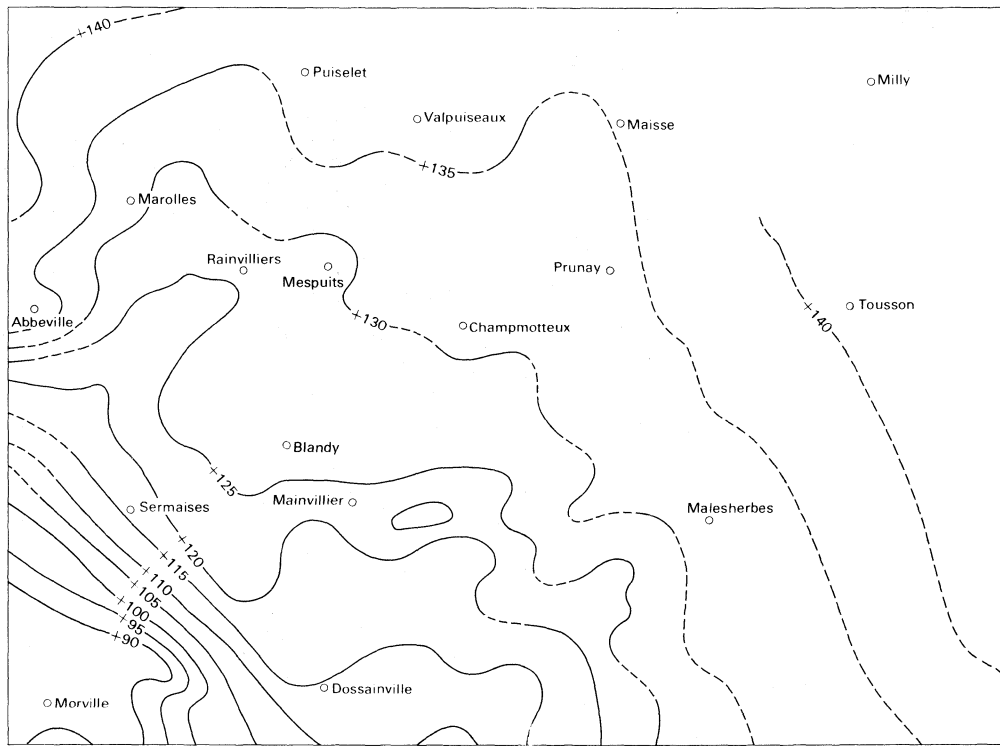 +140
Puiselet
Milly
Valpuiseaux
Maisse
+135
Marolles
Rainvilliers
Mespuits
Prunay
Abbeville
+130
Champmotteux
+140
Tousson
Blandy
+125
Mainvillier
Sermaises
Malesherbes
+120
+115
+110
+105
+100
+95
+90
Dossainville
Morville